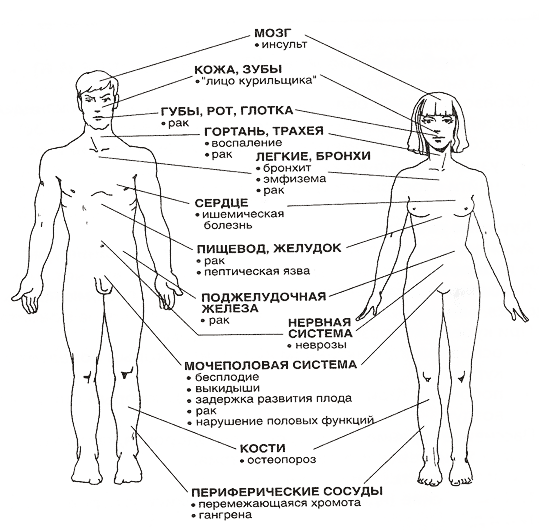 МОЗГ
• инсульт
КОЖА, ЗУБЫ
• "лицо курильщика"
ГУБЫ, РОТ, ГЛОТКА
• рак
ГОРТАНЬ, ТРАХЕЯ
• воспаление
• рак
ЛЕГКИЕ, БРОНХИ
• бронхит
• эмфизема
• рак
СЕРДЦЕ
• ишемическая
болезнь
ПИЩЕВОД, ЖЕЛУДОК
• рак
• пептическая язва
ПОДЖЕЛУДОЧНАЯ
ЖЕЛЕЗА
• рак
НЕРВНАЯ
СИСТЕМА
• неврозы
МОЧЕПОЛОВАЯ СИСТЕМА
• бесплодие
• выкидыши
• задержка развития плода
• рак
• нарушение половых функций
КОСТИ
• остеопороз
ПЕРИФЕРИЧЕСКИЕ СОСУДЫ
• перемежающаяся хромота
• гангрена